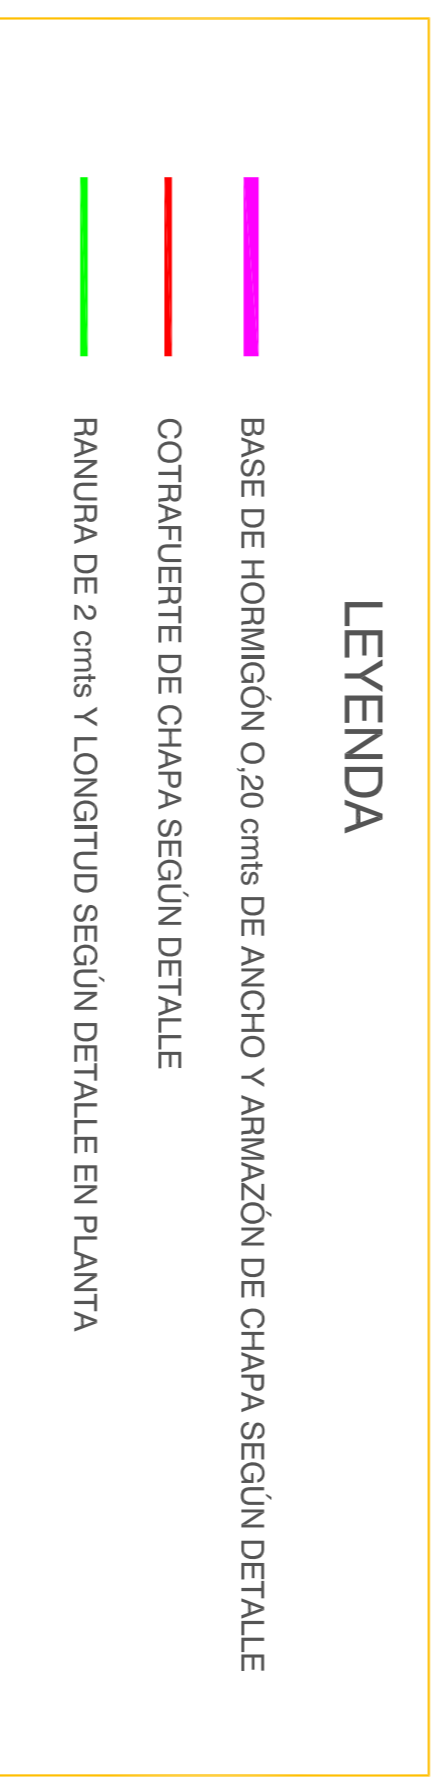 LEYENDA
BASE DE HORMIGÓN O,20 cmts DE ANCHO Y ARMAZÓN DE CHAPA SEGÚN DETALLE
COTRAFUERTE DE CHAPA SEGÚN DETALLE
RANURA DE 2 cmts Y LONGITUD SEGÚN DETALLE EN PLANTA